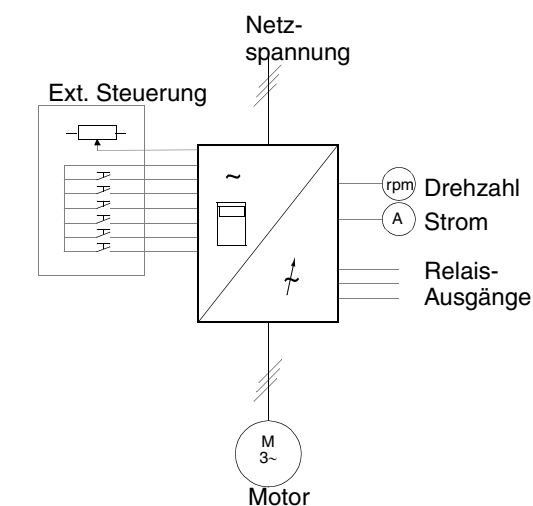 Netz-
spannung
Ext. Steuerung
~
rpm Drehzahl
A Strom
~
Relais-
Ausgänge
M
3~
Motor